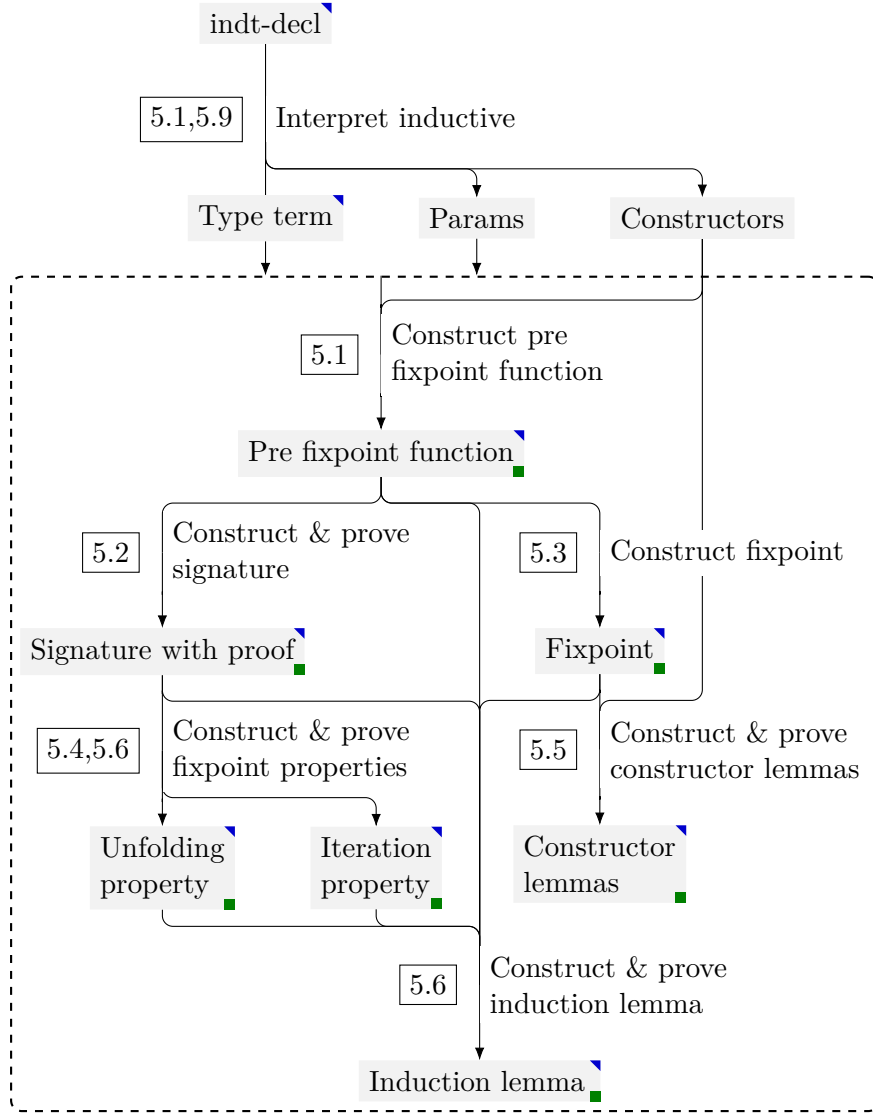 indt-decl
5.1,5.9
Interpret inductive
Type term
Params
Constructors
5.1
Construct pre
fixpoint function
Pre fixpoint function
5.2
Construct & prove
signature
5.3
Construct fixpoint
Signature with proof
Fixpoint
5.4,5.6
Construct & prove
fixpoint properties
5.5
Construct & prove
constructor lemmas
Unfolding
property
Iteration
property
Constructor
lemmas
5.6
Construct & prove
induction lemma
Induction lemma